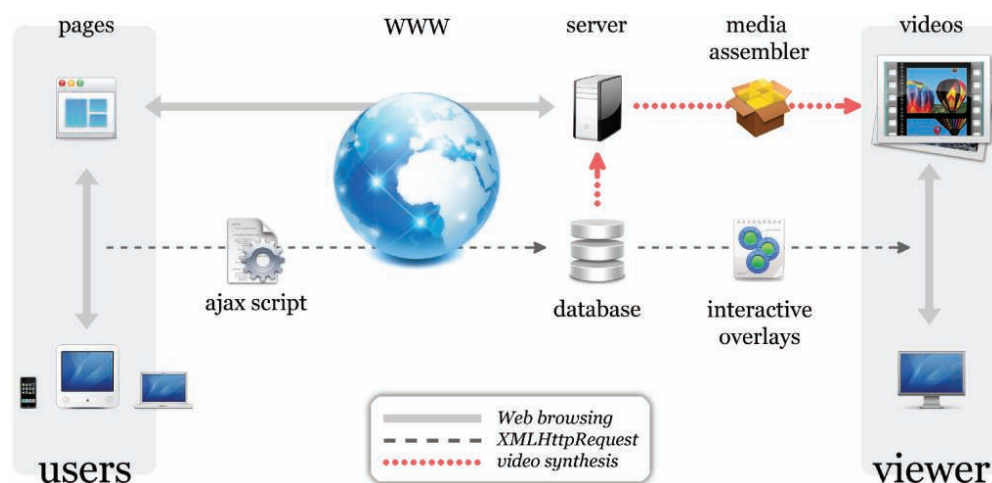 pages
WWW
server
media
assembler
videos
ajax script
database
interactive
overlays
Web browsing
XMLHttpRequest
video synthesis
users
viewer